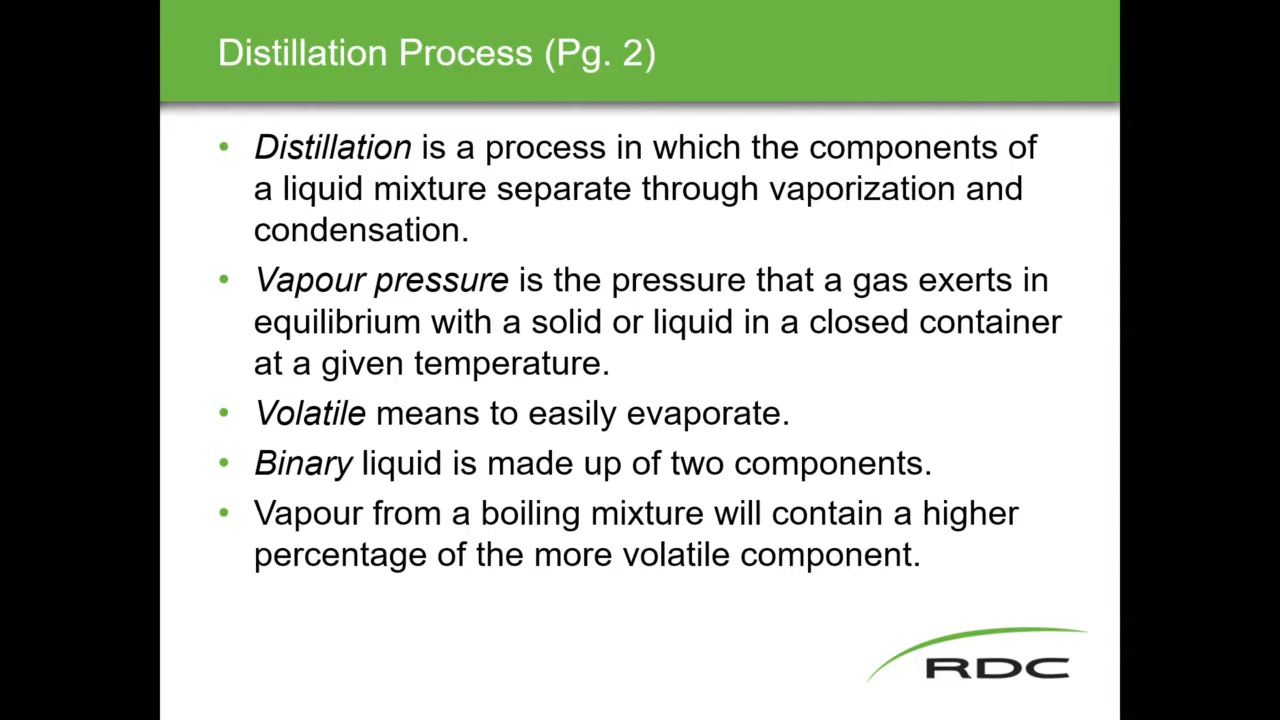 Distillation Process (Pg. 2)
• Distillation is a process in which the components of
a liquid mixture separate through vaporization and
condensation.
• Vapour pressure is the pressure that a gas exerts in
equilibrium with a solid or liquid in a closed container
at a given temperature.
• Volatile means to easily evaporate.
• Binary liquid is made up of two components.
• Vapour from a boiling mixture will contain a higher
percentage of the more volatile component.
RDC